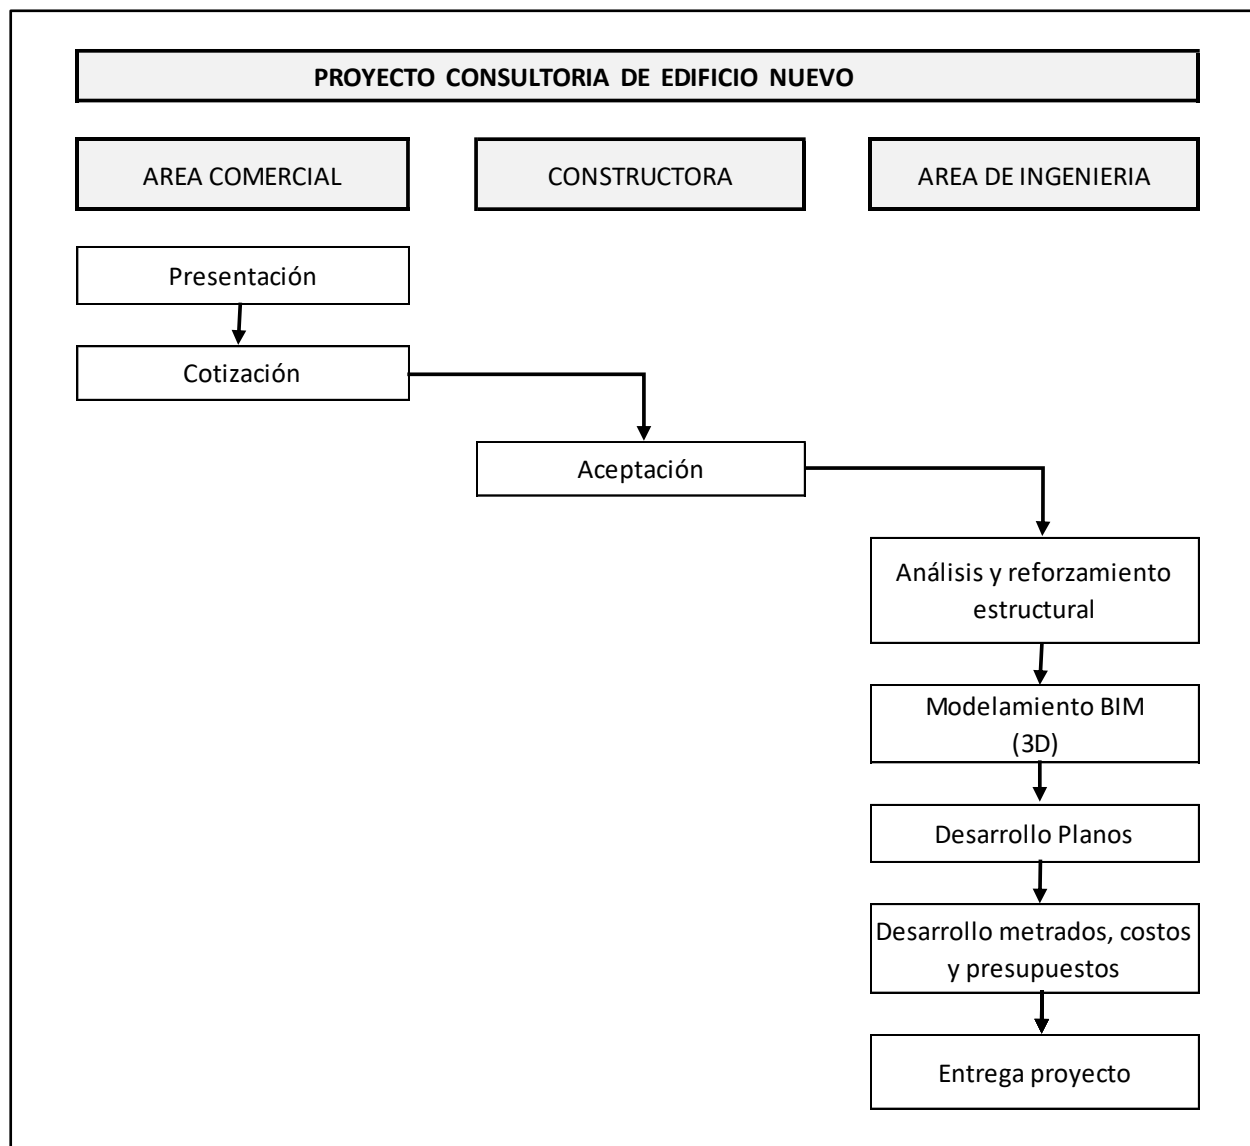 PROYECTO CONSULTORIA DE EDIFICIO NUEVO
AREA COMERCIAL
CONSTRUCTORA
AREA DE INGENIERIA
Presentación
Cotización
Aceptación
Análisis y reforzamiento
estructural
Modelamiento BIM
(3D)
Desarrollo Planos
Desarrollo metrados, costos
y presupuestos
Entrega proyecto